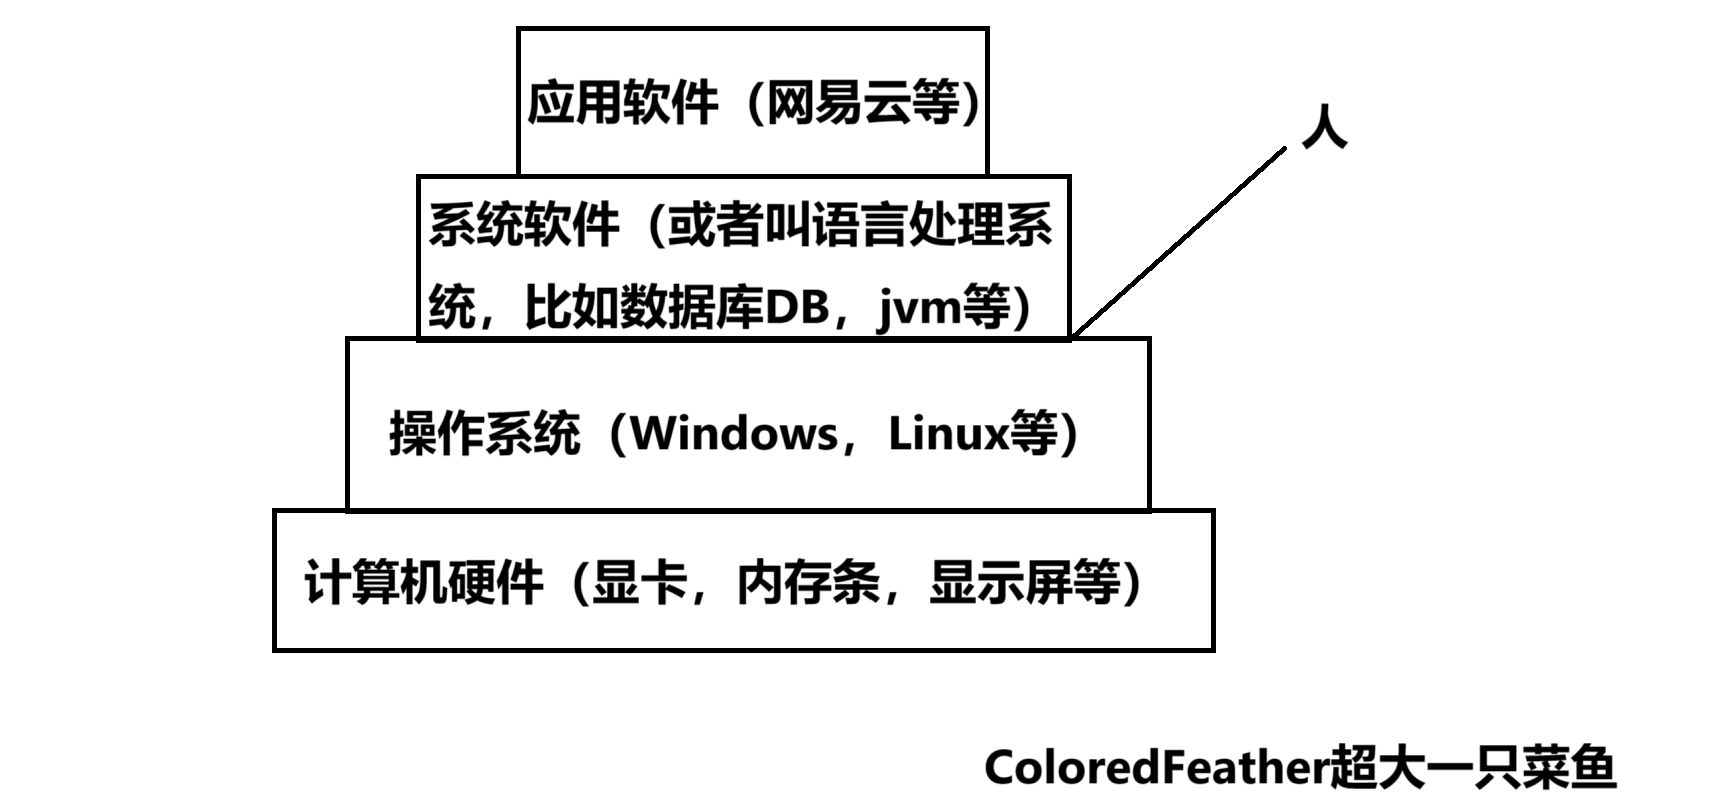 应用软件（网易云等）
人
系统软件（或者叫语言处理系
统，比如数据库DB，jvm等）
操作系统（Windows，Linux等）
计算机硬件（显卡，内存条，显示屏等）
ColoredFeather超大一只菜鱼